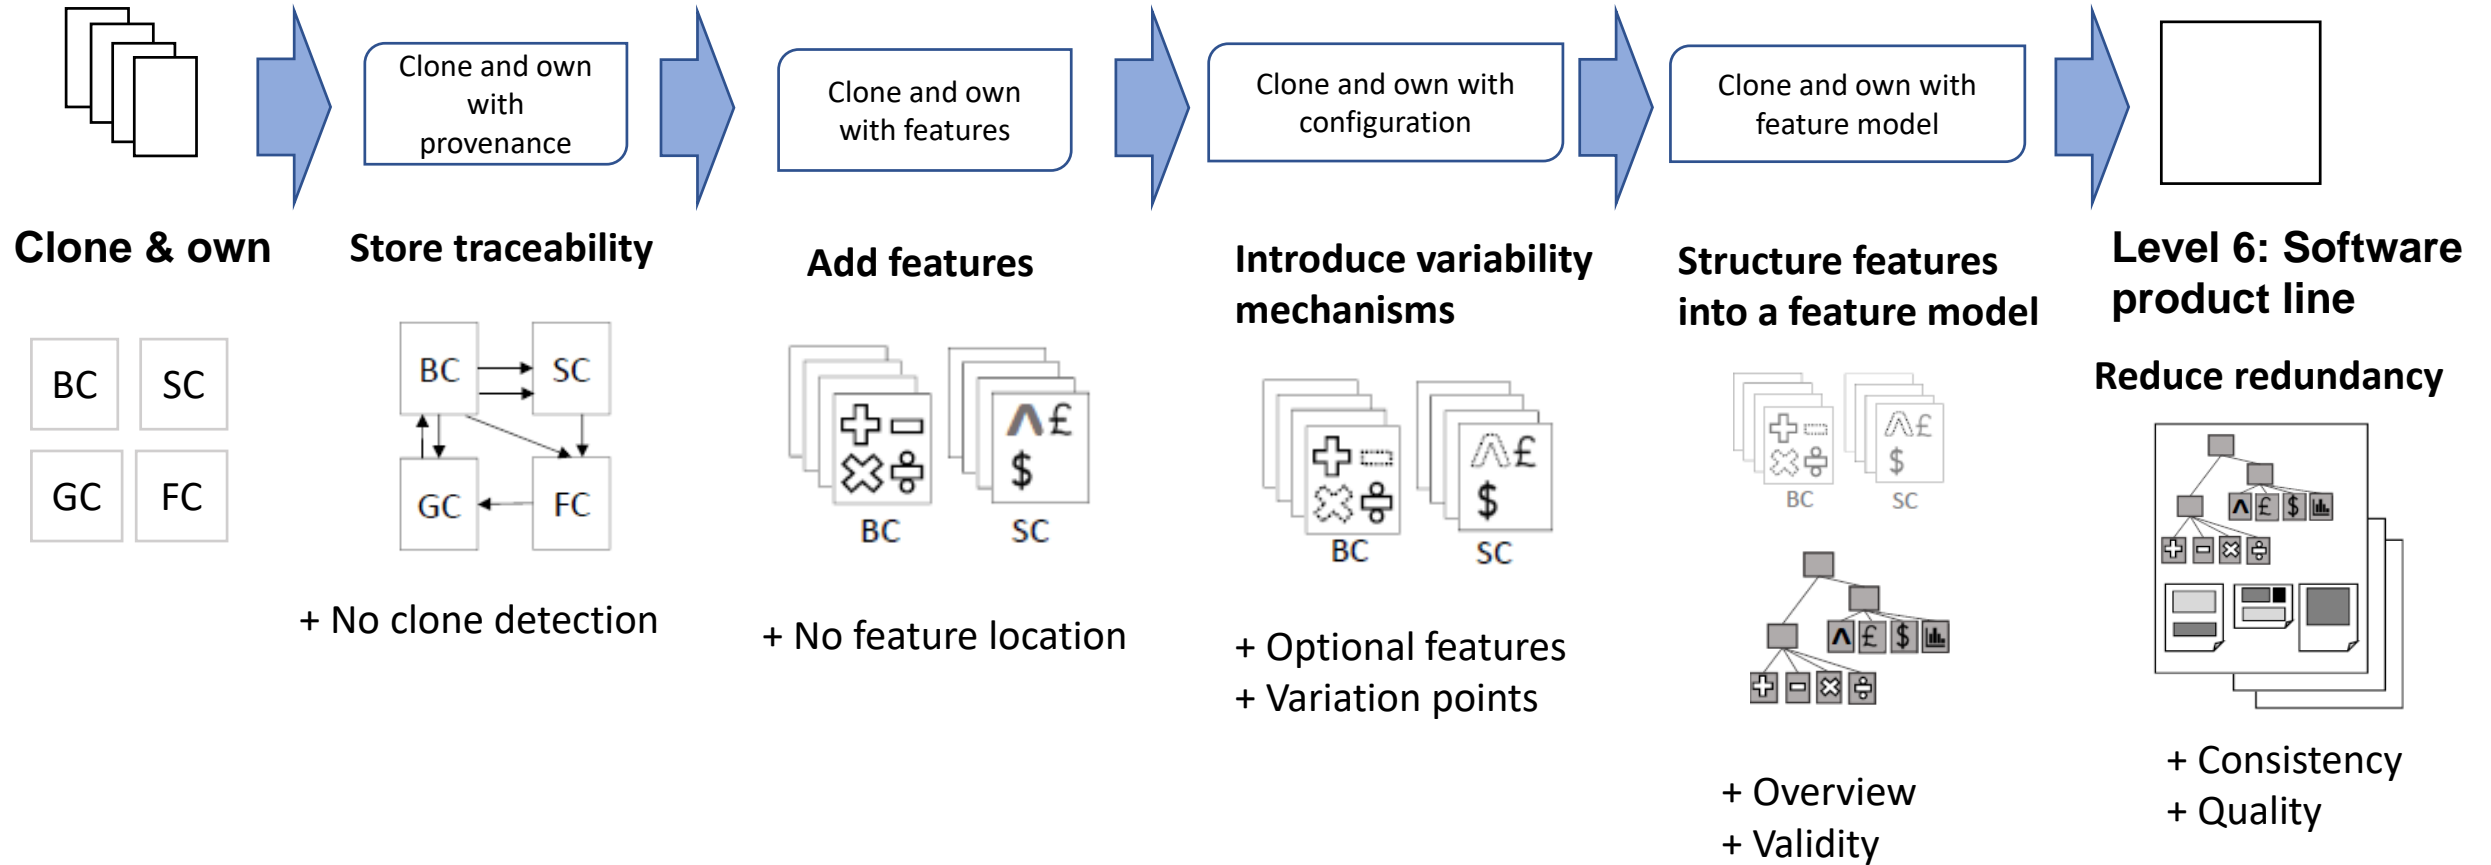 Clone and own
with
provenance
Clone and own
with features
Clone and own with
configuration
Clone and own with
feature model
Clone & own
Store traceability
Add features
Introduce variability
mechanisms
Structure features
into a feature model
Level 6: Software
product line
Reduce redundancy
BC SC
GC FC
BC SC
GC FC
+ No clone detection
Λ £
$
BC SC
+ No feature location
Λ £
$
BC SC
+ Optional features
+ Variation points
Λ £
$
BC SC
Λ £ $
+ Overview
+ Validity
Λ £ $
+ Consistency
+ Quality